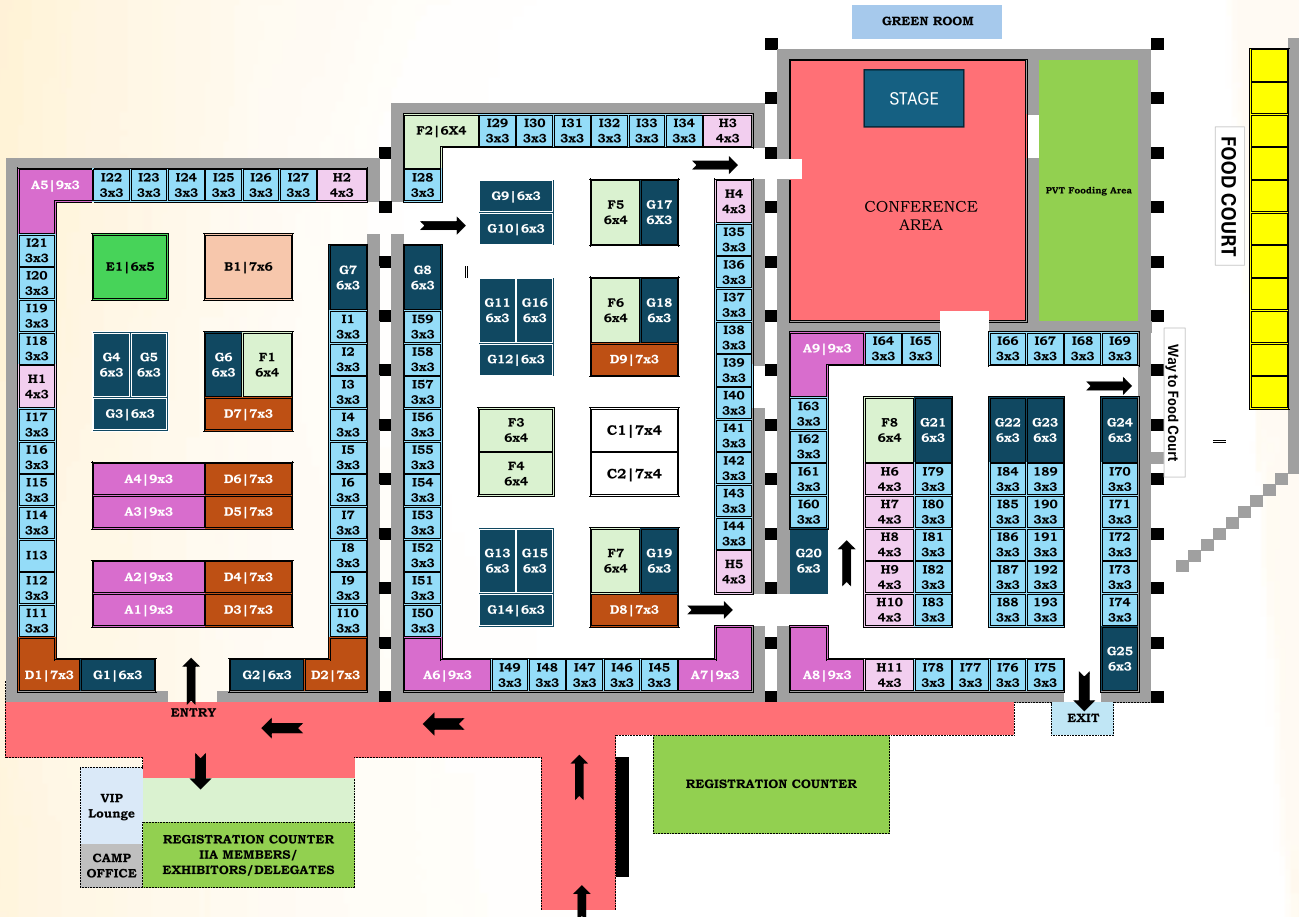 GREEN ROOM
STAGE
CONFERENCE
AREA
PVT Fooding Area
FOOD COURT
Way to Food Court
A5|9x3
I22
3x3
I23
3x3
I24
3x3
I25
3x3
I26
3x3
I27
3x3
H2
4x3
I21
3x3
I20
3x3
I19
3x3
I18
3x3
H1
4x3
I17
3x3
I16
3x3
I15
3x3
I14
3x3
I13
I12
3x3
I11
3x3
D1|7x3
G1|6x3
G2|6x3
D2|7x3
E1|6x5
B1|7x6
G4
6x3
G5
6x3
G3|6x3
G6
6x3
F1
6x4
D7|7x3
A4|9x3
D6|7x3
A3|9x3
D5|7x3
A2|9x3
D4|7x3
A1|9x3
D3|7x3
G7
6x3
I1
3x3
I2
3x3
I3
3x3
I4
3x3
I5
3x3
I6
3x3
I7
3x3
I8
3x3
I9
3x3
I10
3x3
F2|6X4
I29
3x3
I30
3x3
I31
3x3
I32
3x3
I33
3x3
I34
3x3
H3
4x3
I28
3x3
G8
6x3
I59
3x3
I58
3x3
I57
3x3
I56
3x3
I55
3x3
I54
3x3
I53
3x3
I52
3x3
I51
3x3
I50
3x3
A6|9x3
I49
3x3
I48
3x3
I47
3x3
I46
3x3
I45
3x3
A7|9x3
G9|6x3
G10|6x3
F5
6x4
G17
6X3
G11
6x3
G16
6x3
G12|6x3
F6
6x4
G18
6x3
D9|7x3
F3
6x4
F4
6x4
C1|7x4
C2|7x4
G13
6x3
G15
6x3
G14|6x3
F7
6x4
G19
6x3
D8|7x3
H4
4x3
I35
3x3
I36
3x3
I37
3x3
I38
3x3
I39
3x3
I40
3x3
I41
3x3
I42
3x3
I43
3x3
I44
3x3
H5
4x3
A9|9x3
I64
3x3
I65
3x3
I66
3x3
I67
3x3
I68
3x3
I69
3x3
I63
3x3
I62
3x3
I61
3x3
I60
3x3
G20
6x3
F8
6x4
G21
6x3
H6
4x3
I79
3x3
H7
4x3
I80
3x3
H8
4x3
I81
3x3
H9
4x3
I82
3x3
H10
4x3
I83
3x3
G22
6x3
G23
6x3
I84
3x3
189
3x3
I85
3x3
190
3x3
I86
3x3
191
3x3
I87
3x3
192
3x3
I88
3x3
193
3x3
G24
6x3
I70
3x3
I71
3x3
I72
3x3
I73
3x3
I74
3x3
G25
6x3
A8|9x3
H11
4x3
I78
3x3
I77
3x3
I76
3x3
I75
3x3
ENTRY
EXIT
VIP
Lounge
CAMP
OFFICE
REGISTRATION COUNTER
IIA MEMBERS/
EXHIBITORS/DELEGATES
REGISTRATION COUNTER